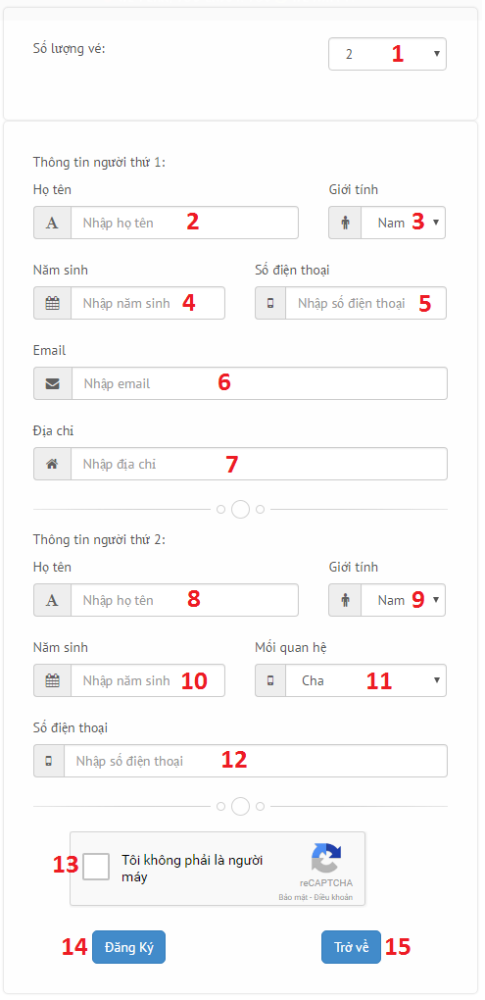 Số lượng vé:
2 1
Thông tin người thứ 1:
Họ tên Giới tính
A Nhập họ tên 2 Nam 3
Năm sinh Số điện thoại
Nhập năm sinh 4 Nhập số điện thoại 5
Email
Nhập email 6
Địa chỉ
Nhập địa chỉ 7
Thông tin người thứ 2:
Họ tên Giới tính
A Nhập họ tên 8 Nam 9
Năm sinh Mối quan hệ
Nhập năm sinh 10 Cha 11
Số điện thoại
Nhập số điện thoại 12
13 Tôi không phải là người
máy
reCAPTCHA
Bảo mật - Điều khoản
14 Đăng Ký Trở về 15